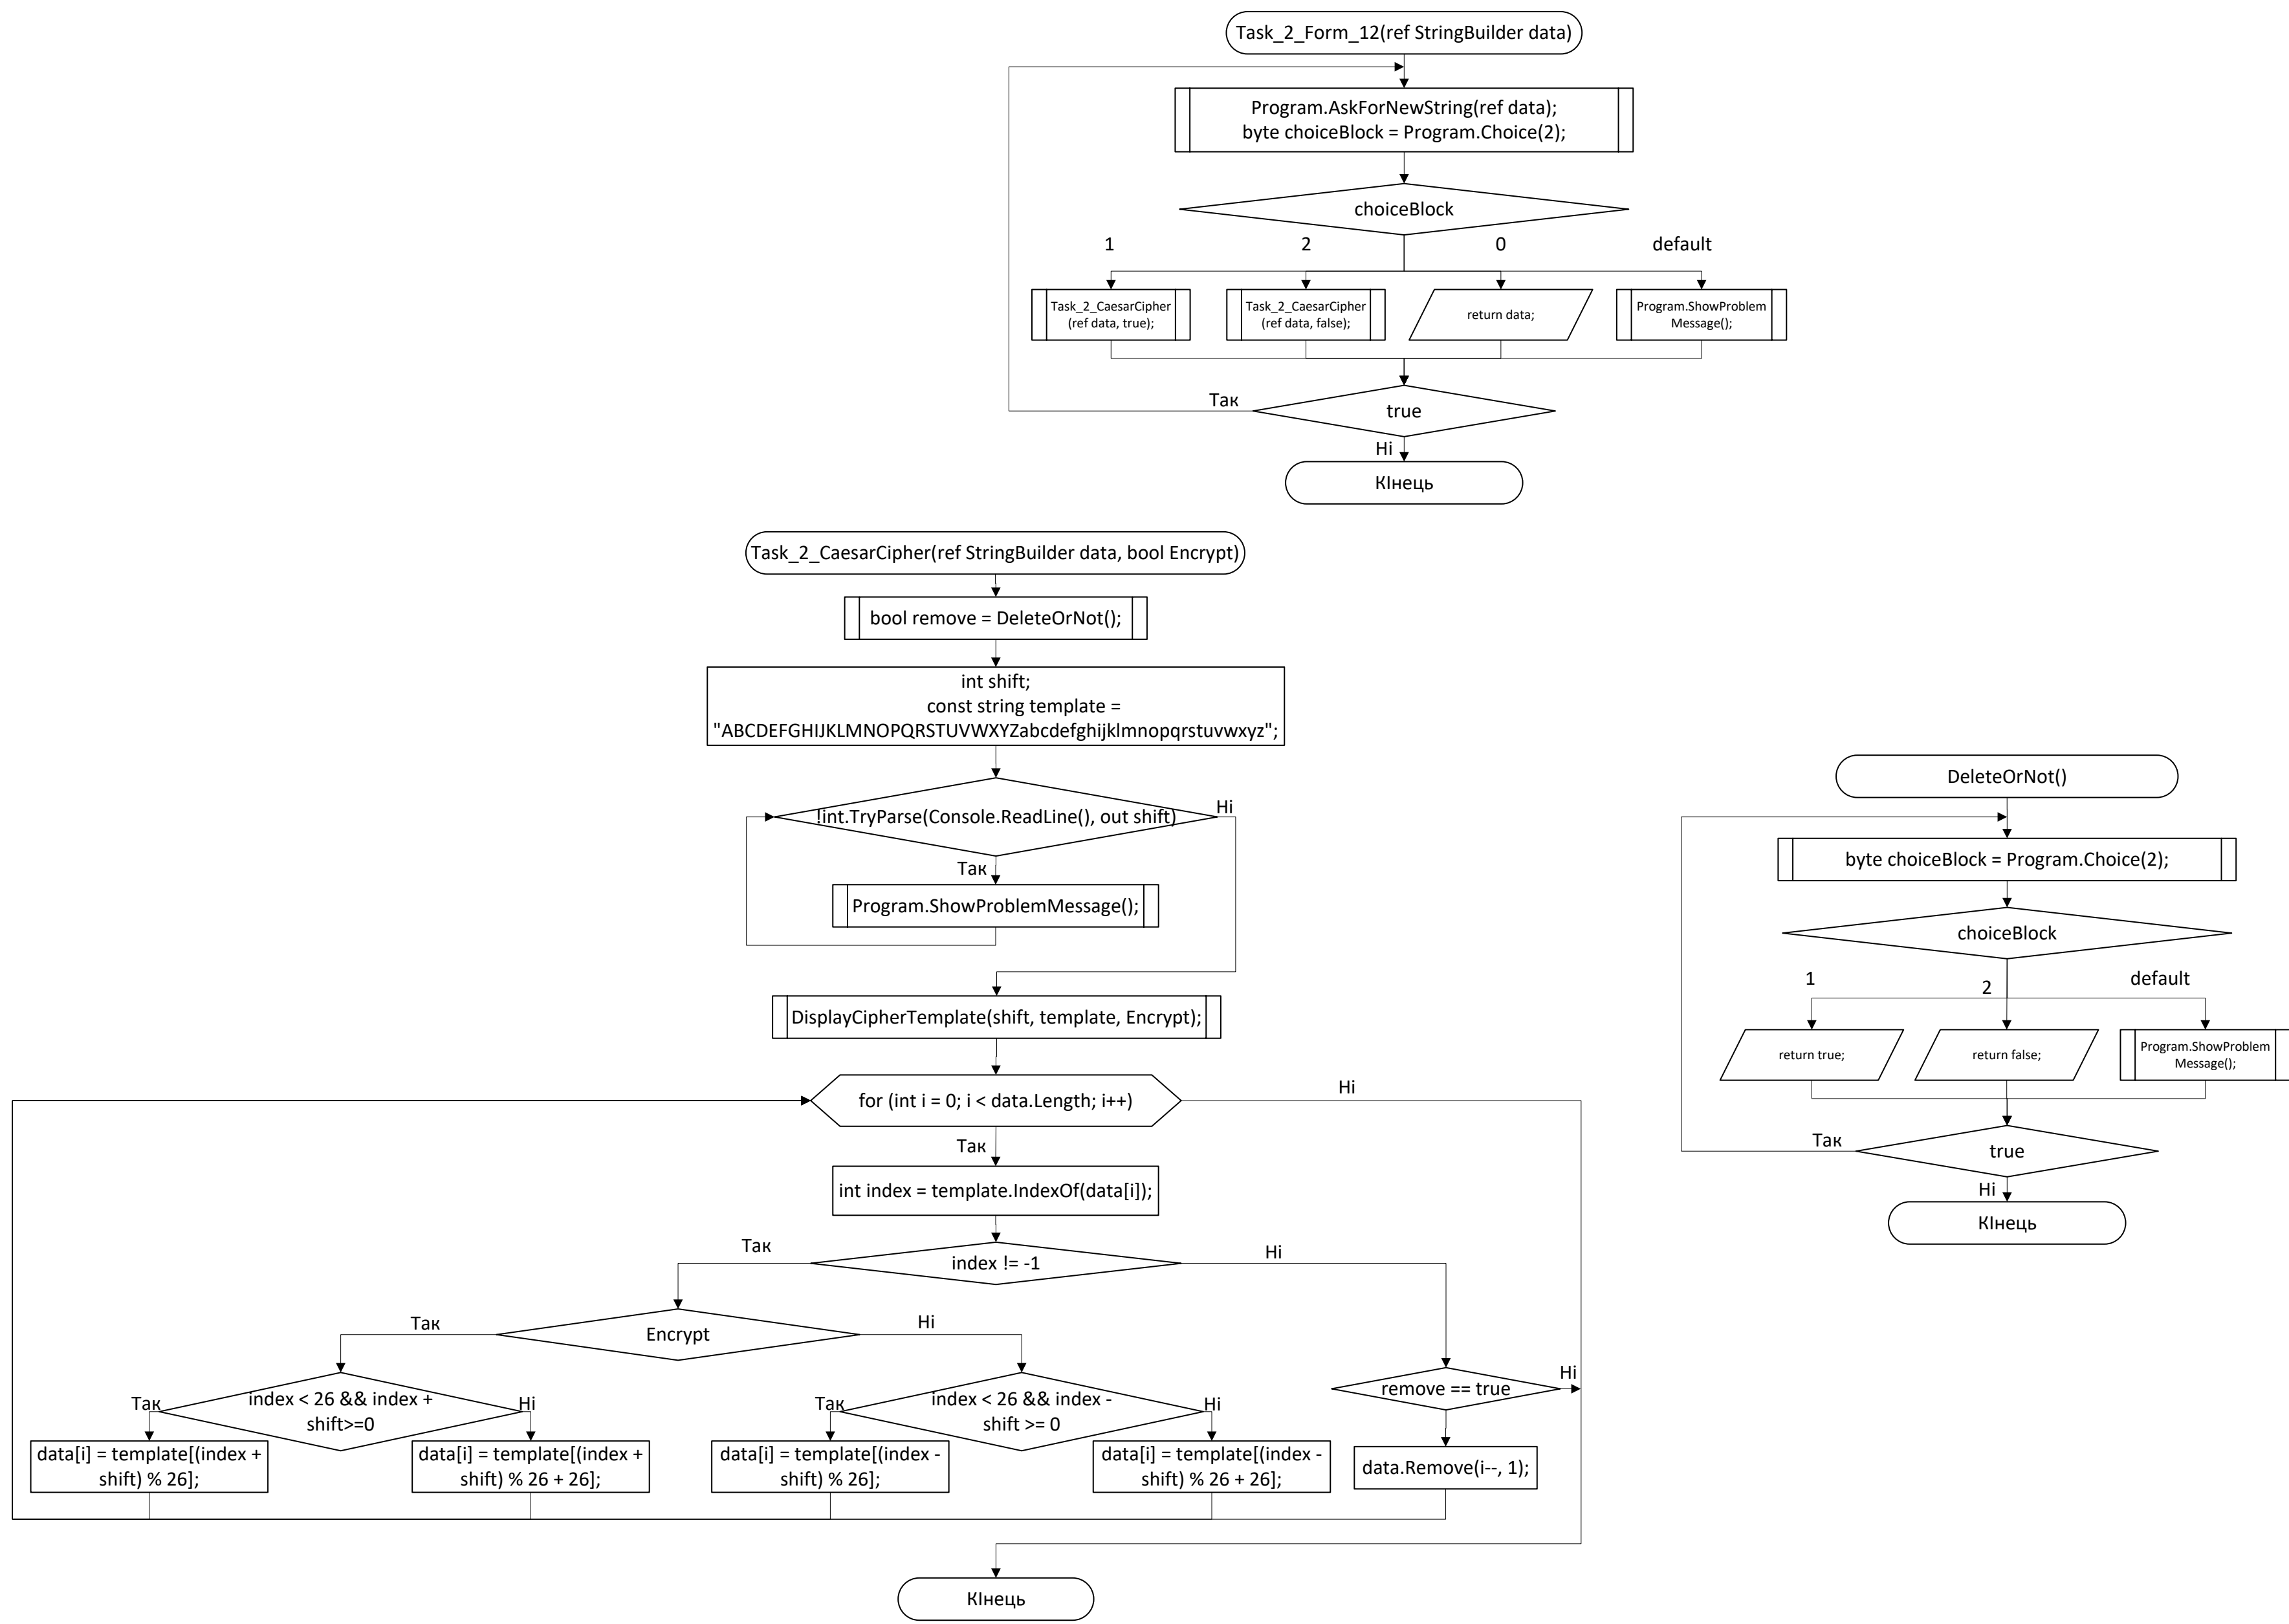 Task_2_Form_12(ref StringBuilder data)
Program.AskForNewString(ref data);
byte choiceBlock = Program.Choice(2);
choiceBlock
1
2
0
default
Task_2_CaesarCipher
(ref data, true);
Task_2_CaesarCipher
(ref data, false);
return data;
Program.ShowProblem
Message();
Так
true
Ні
КІнець
Task_2_CaesarCipher(ref StringBuilder data, bool Encrypt)
bool remove = DeleteOrNot();
int shift;
const string template =
"ABCDEFGHIJKLMNOPQRSTUVWXYZabcdefghijklmnopqrstuvwxyz";
!int.TryParse(Console.ReadLine(), out shift)
Ні
Так
Program.ShowProblemMessage();
DisplayCipherTemplate(shift, template, Encrypt);
for (int i = 0; i < data.Length; i++)
Ні
Так
int index = template.IndexOf(data[i]);
Так
index != -1
Ні
Так
Encrypt
Ні
Так
index < 26 && index +
shift>=0
Ні
Так
index < 26 && index -
shift >= 0
Ні
remove == true
Ні
data[i] = template[(index +
shift) % 26];
data[i] = template[(index +
shift) % 26 + 26];
data[i] = template[(index -
shift) % 26];
data[i] = template[(index -
shift) % 26 + 26];
data.Remove(i--, 1);
КІнець
DeleteOrNot()
byte choiceBlock = Program.Choice(2);
choiceBlock
1
2
default
return true;
return false;
Program.ShowProblem
Message();
Так
true
Ні
КІнець